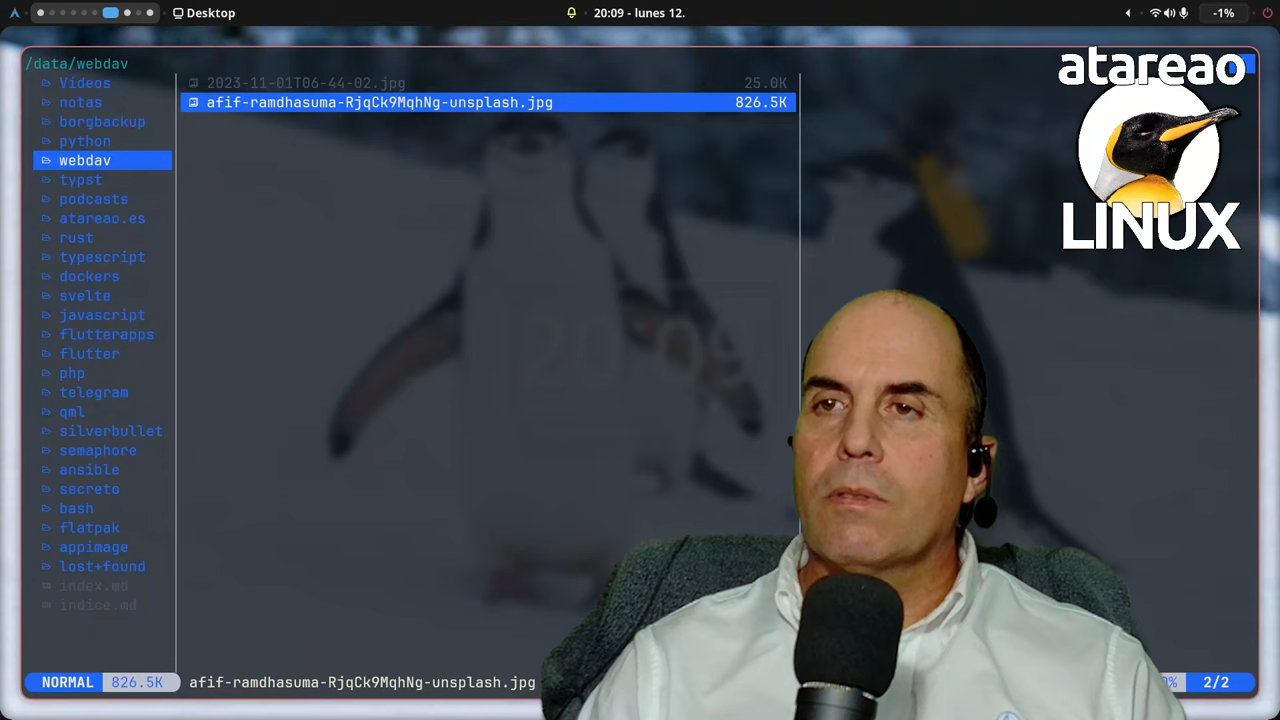 Desktop
20:09 - lunes 12.
-1%
/data/webdav
Videos
notas
borgbackup
python
webdav
typst
podcasts
atareao.es
rust
typescript
dockers
svelte
javascript
flutterapps
flutter
php
telegram
qml
silverbullet
semaphore
ansible
secreto
bash
flatpak
appimage
lost+found
index.md
indice.md
2023-11-01T06-44-02.jpg 25.0K
afif-ramdhasuma-RjqCk9MqhNg-unsplash.jpg 826.5K
atareao
LINUX
NORMAL 826.5K afif-ramdhasuma-RjqCk9MqhNg-unsplash.jpg
2/2